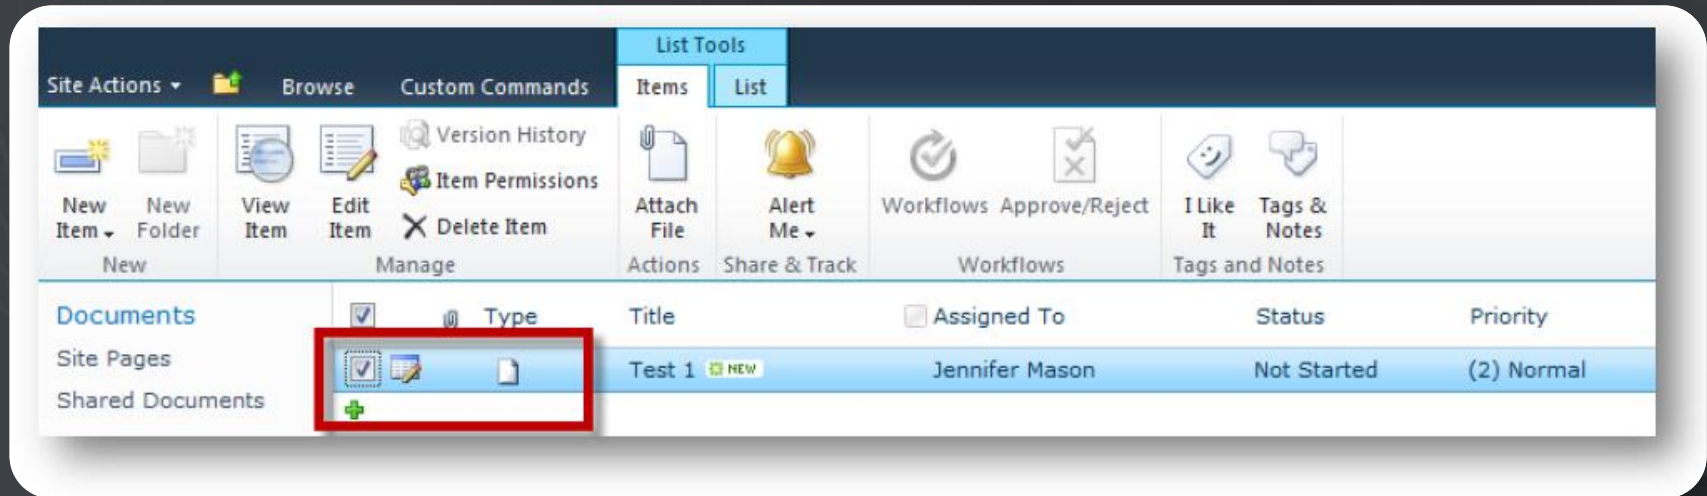 List Tools
Site Actions Browse Custom Commands Items List
Version History
Item Permissions
Delete Item
New Item
New Folder
View Item
Edit Item
Attach File
Alert Me
Workflows Approve/Reject
I Like It
Tags & Notes
New Manage Actions Share & Track Workflows Tags and Notes
Documents Type Title Assigned To Status Priority
Site Pages
Test 1 NEW Jennifer Mason Not Started (2) Normal
Shared Documents